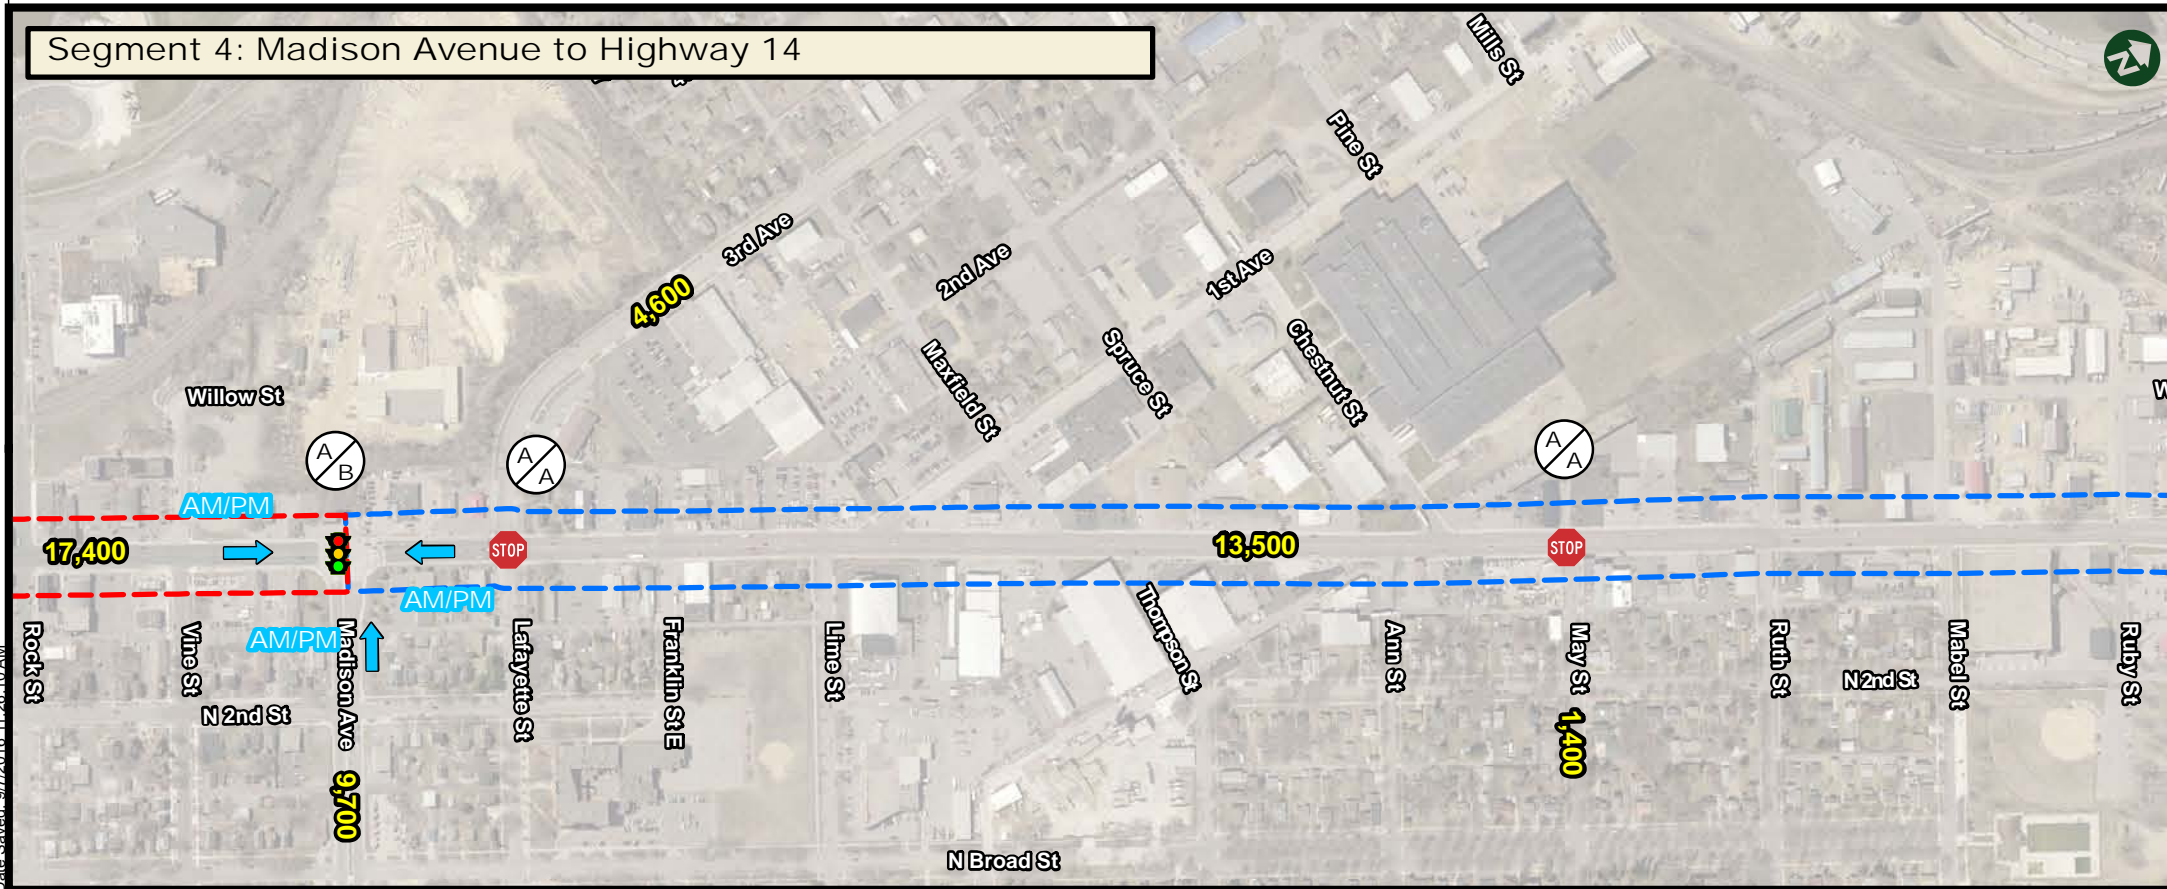 Segment 4: Madison Avenue to Highway 14
N
Mills St
Pine St
3rd Ave
2nd Ave
1st Ave
4,600
Maxfield St
Spruce St
Chestnut St
Willow St
A
B
A
A
A
A
AM/PM
17,400
STOP
13,500
STOP
AM/PM
AM/PM
Rock St
Vine St
Madison Ave
Lafayette St
Franklin St E
Lime St
Thompson St
Ann St
May St
Ruth St
Mabel St
Ruby St
N 2nd St
N 2nd St
9,700
1,400
N Broad St